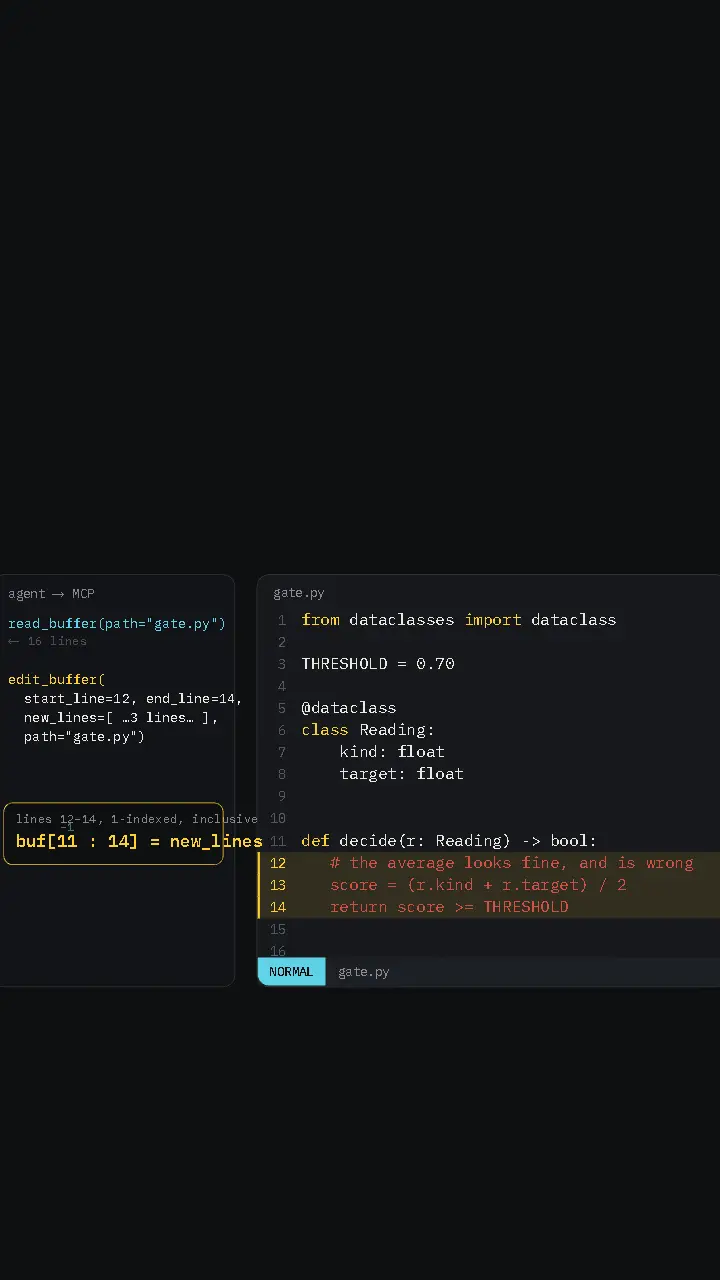 agent → MCP
read_buffer(path="gate.py")
← 16 lines
edit_buffer(
  start_line=12, end_line=14,
  new_lines=[ …3 lines… ],
  path="gate.py")
lines 12–14, 1-indexed, inclusive
-1
buf[11 : 14] = new_lines
gate.py
1 from dataclasses import dataclass
2
3 THRESHOLD = 0.70
4
5 @dataclass
6 class Reading:
7     kind: float
8     target: float
9
10
11 def decide(r: Reading) -> bool:
12    # the average looks fine, and is wrong
13    score = (r.kind + r.target) / 2
14    return score >= THRESHOLD
15
16
NORMAL gate.py